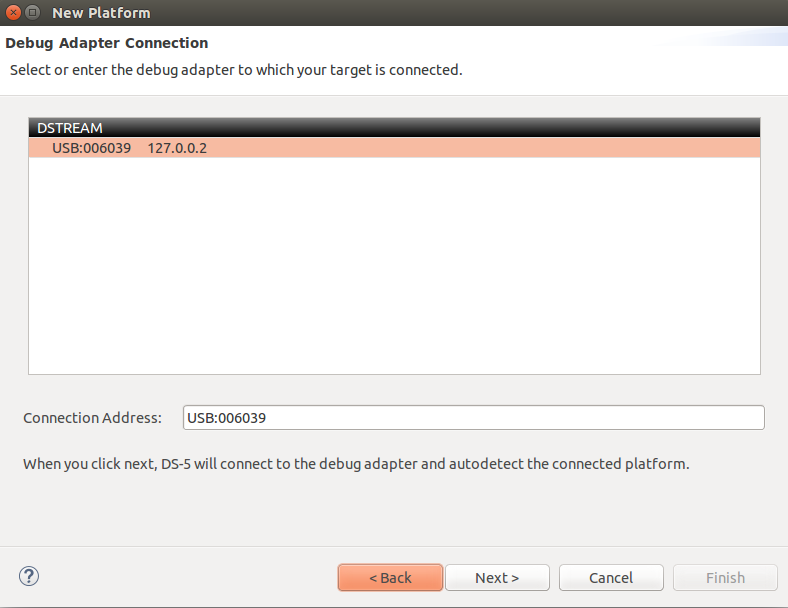 New Platform
Debug Adapter Connection
Select or enter the debug adapter to which your target is connected.
DSTREAM
USB:006039 127.0.0.2
Connection Address: USB:006039
When you click next, DS-5 will connect to the debug adapter and autodetect the connected platform.
? < Back Next > Cancel Finish